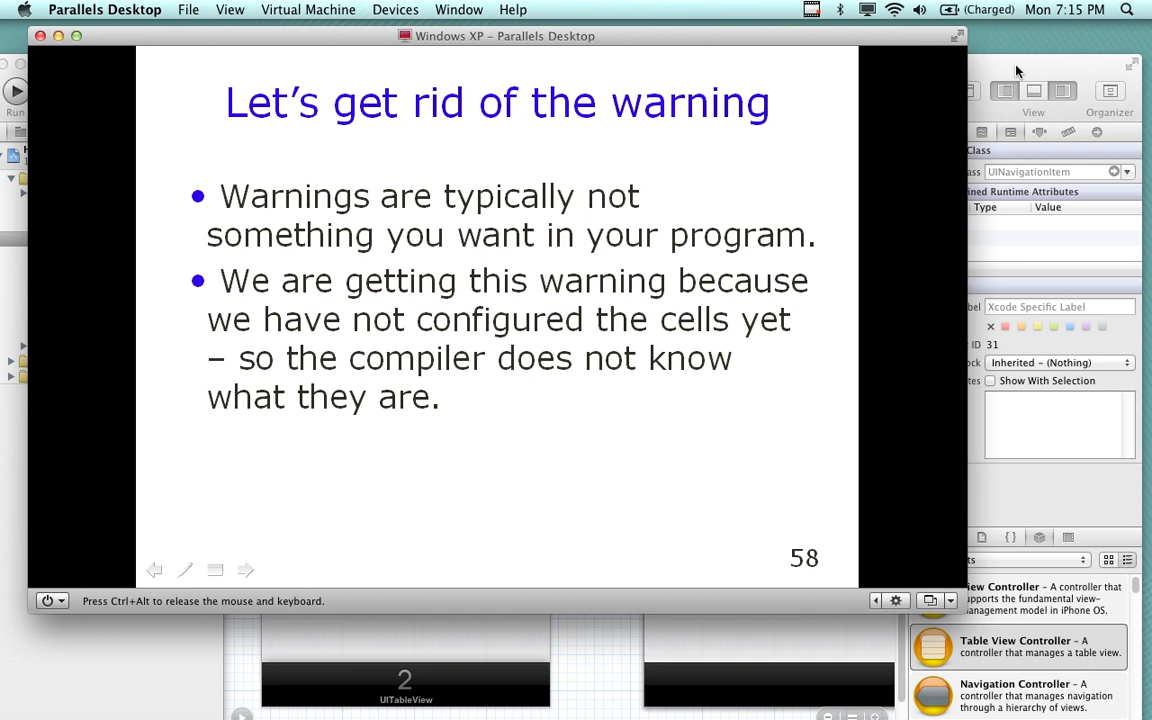 Parallels Desktop File View Virtual Machine Devices Window Help (Charged) Mon 7:15 PM
Windows XP – Parallels Desktop
Let's get rid of the warning
• Warnings are typically not
something you want in your program.
• We are getting this warning because
we have not configured the cells yet
– so the compiler does not know
what they are.
58
Press Ctrl+Alt to release the mouse and keyboard.
Run
View
Organizer
Class
UINavigationItem
Type Value
Xcode Specific Label
31
Inherited – (Nothing)
Show With Selection
Controller – A controller that
supports the fundamental view–
management model in iPhone OS.
Table View Controller – A
controller that manages a table view.
Navigation Controller – A
controller that manages navigation
through a hierarchy of views.
2
UITableView